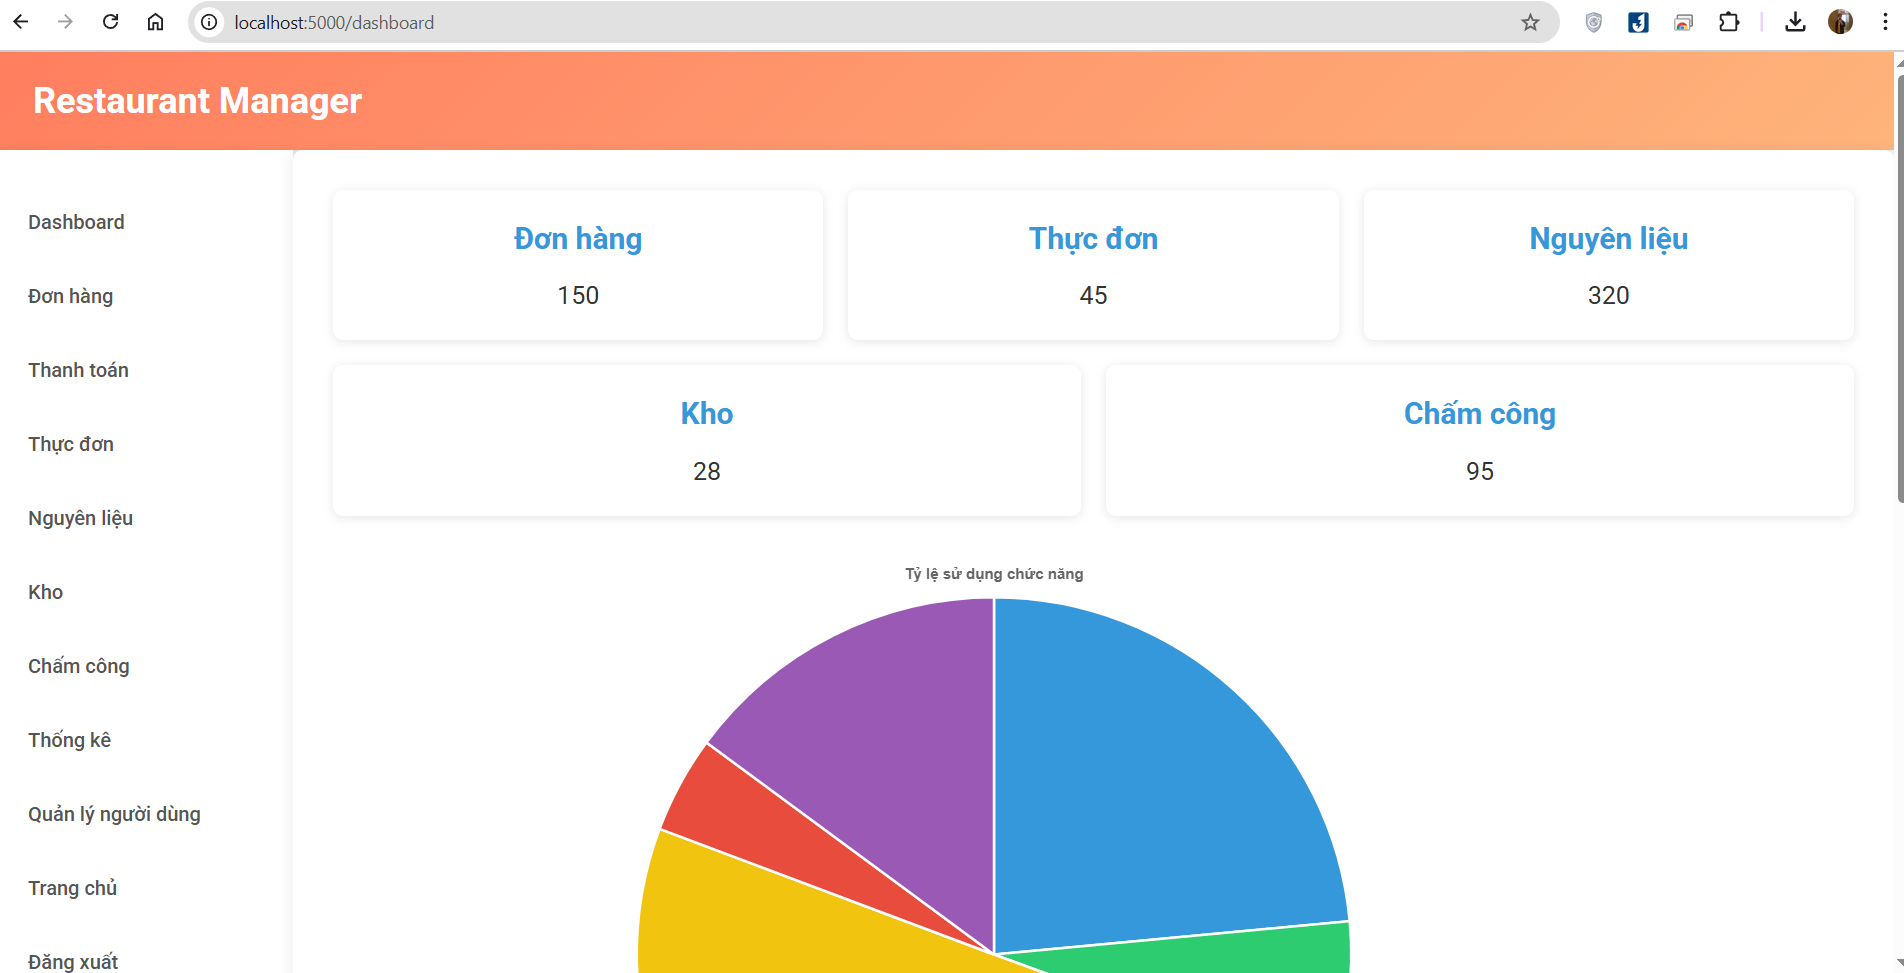 localhost:5000/dashboard
Restaurant Manager
Dashboard
Đơn hàng
Thanh toán
Thực đơn
Nguyên liệu
Kho
Chấm công
Thống kê
Quản lý người dùng
Trang chủ
Đăng xuất
Đơn hàng
150
Thực đơn
45
Nguyên liệu
320
Kho
28
Chấm công
95
Tỷ lệ sử dụng chức năng